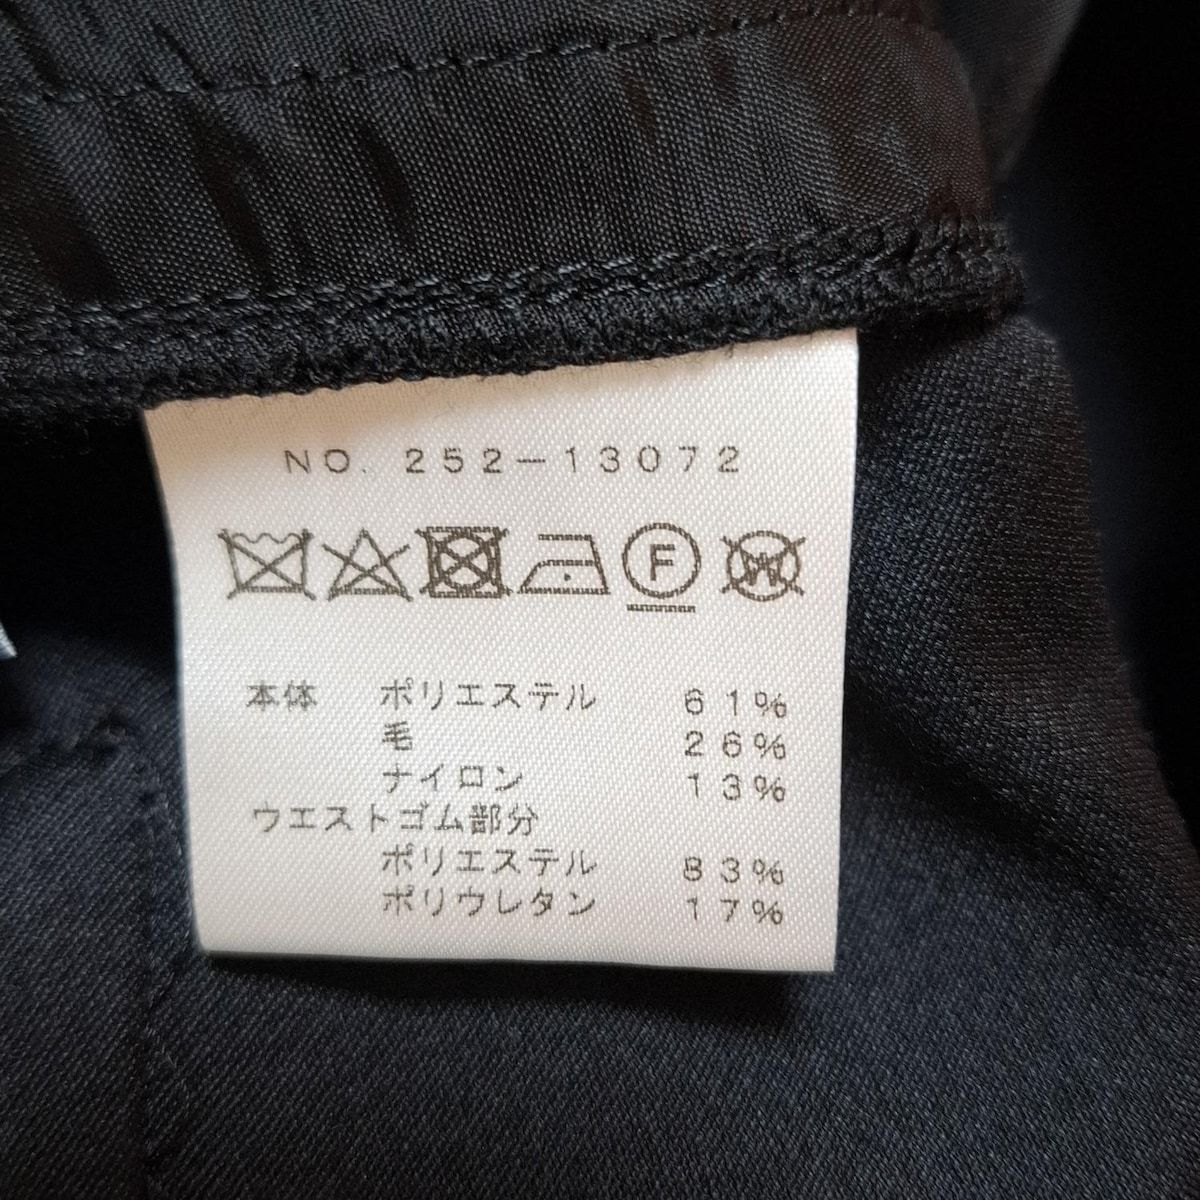 NO. 252-13072
F
W
本体 ポリエステル 61%
毛 26%
ナイロン 13%
ウエストゴム部分
ポリエステル 83%
ポリウレタン 17%